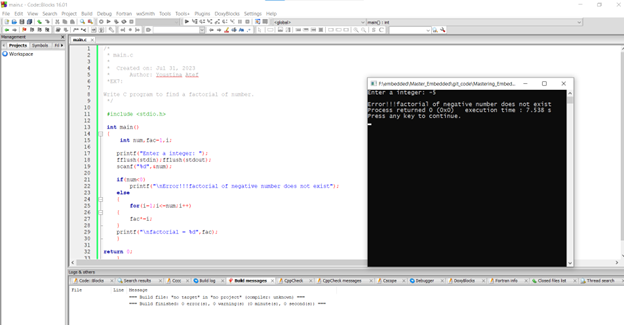 main.c - Code::Blocks 16.01
File Edit View Search Project Build Debug Fortran wxSmith Tools Tools+ Plugins DoxyBlocks Settings Help
<global> main() : int
Management
Projects Symbols
Workspace
main.c
1 /*
2 * main.c
3 *
4 * Created on: Jul 31, 2023
5 * Author:
6 *EX7:
7
8 Write C program to find a factorial of number.
9 */
10
11 #include <stdio.h>
12
13 int main()
14 {
15 int num,fac=1,i;
16
17 printf("Enter a integer: ");
18 fflush(stdin);fflush(stdout);
19 scanf("%d",&num);
20
21 if(num<0)
22 printf("\nError!!!factorial of negative number does not exist");
23 else
24 {
25 for(i=1;i<=num;i++)
26 {
27 fac*=i;
28 }
29 printf("\nfactorial = %d",fac);
30 }
31
32 return 0;
33 }
F:\embedded\Master_Embedded\git_code\Mastering_Embed...
Enter a integer: -5
Error!!!factorial of negative number does not exist
Process returned 0 (0x0) execution time : 7.538 s
Press any key to continue.
Logs & others
Code::Blocks Search results Cccc Build log Build messages CppCheck CppCheck messages Cscope Debugger DoxyBlocks Fortran info Closed files list Thread search
File Line Message
=== Build file: "no target" in "no project" (compiler: unknown) ===
=== Build finished: 0 error(s), 0 warning(s) (0 minute(s), 0 second(s)) ===